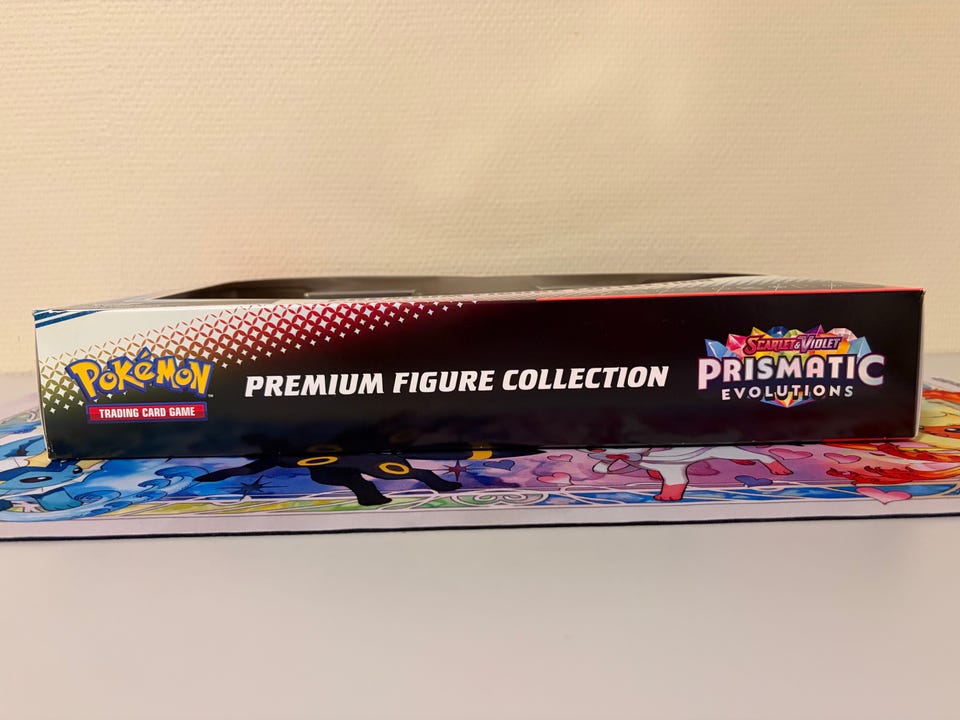 Pokémon
TRADING CARD GAME
PREMIUM FIGURE COLLECTION
SCARLET & VIOLET
PRISMATIC
EVOLUTIONS